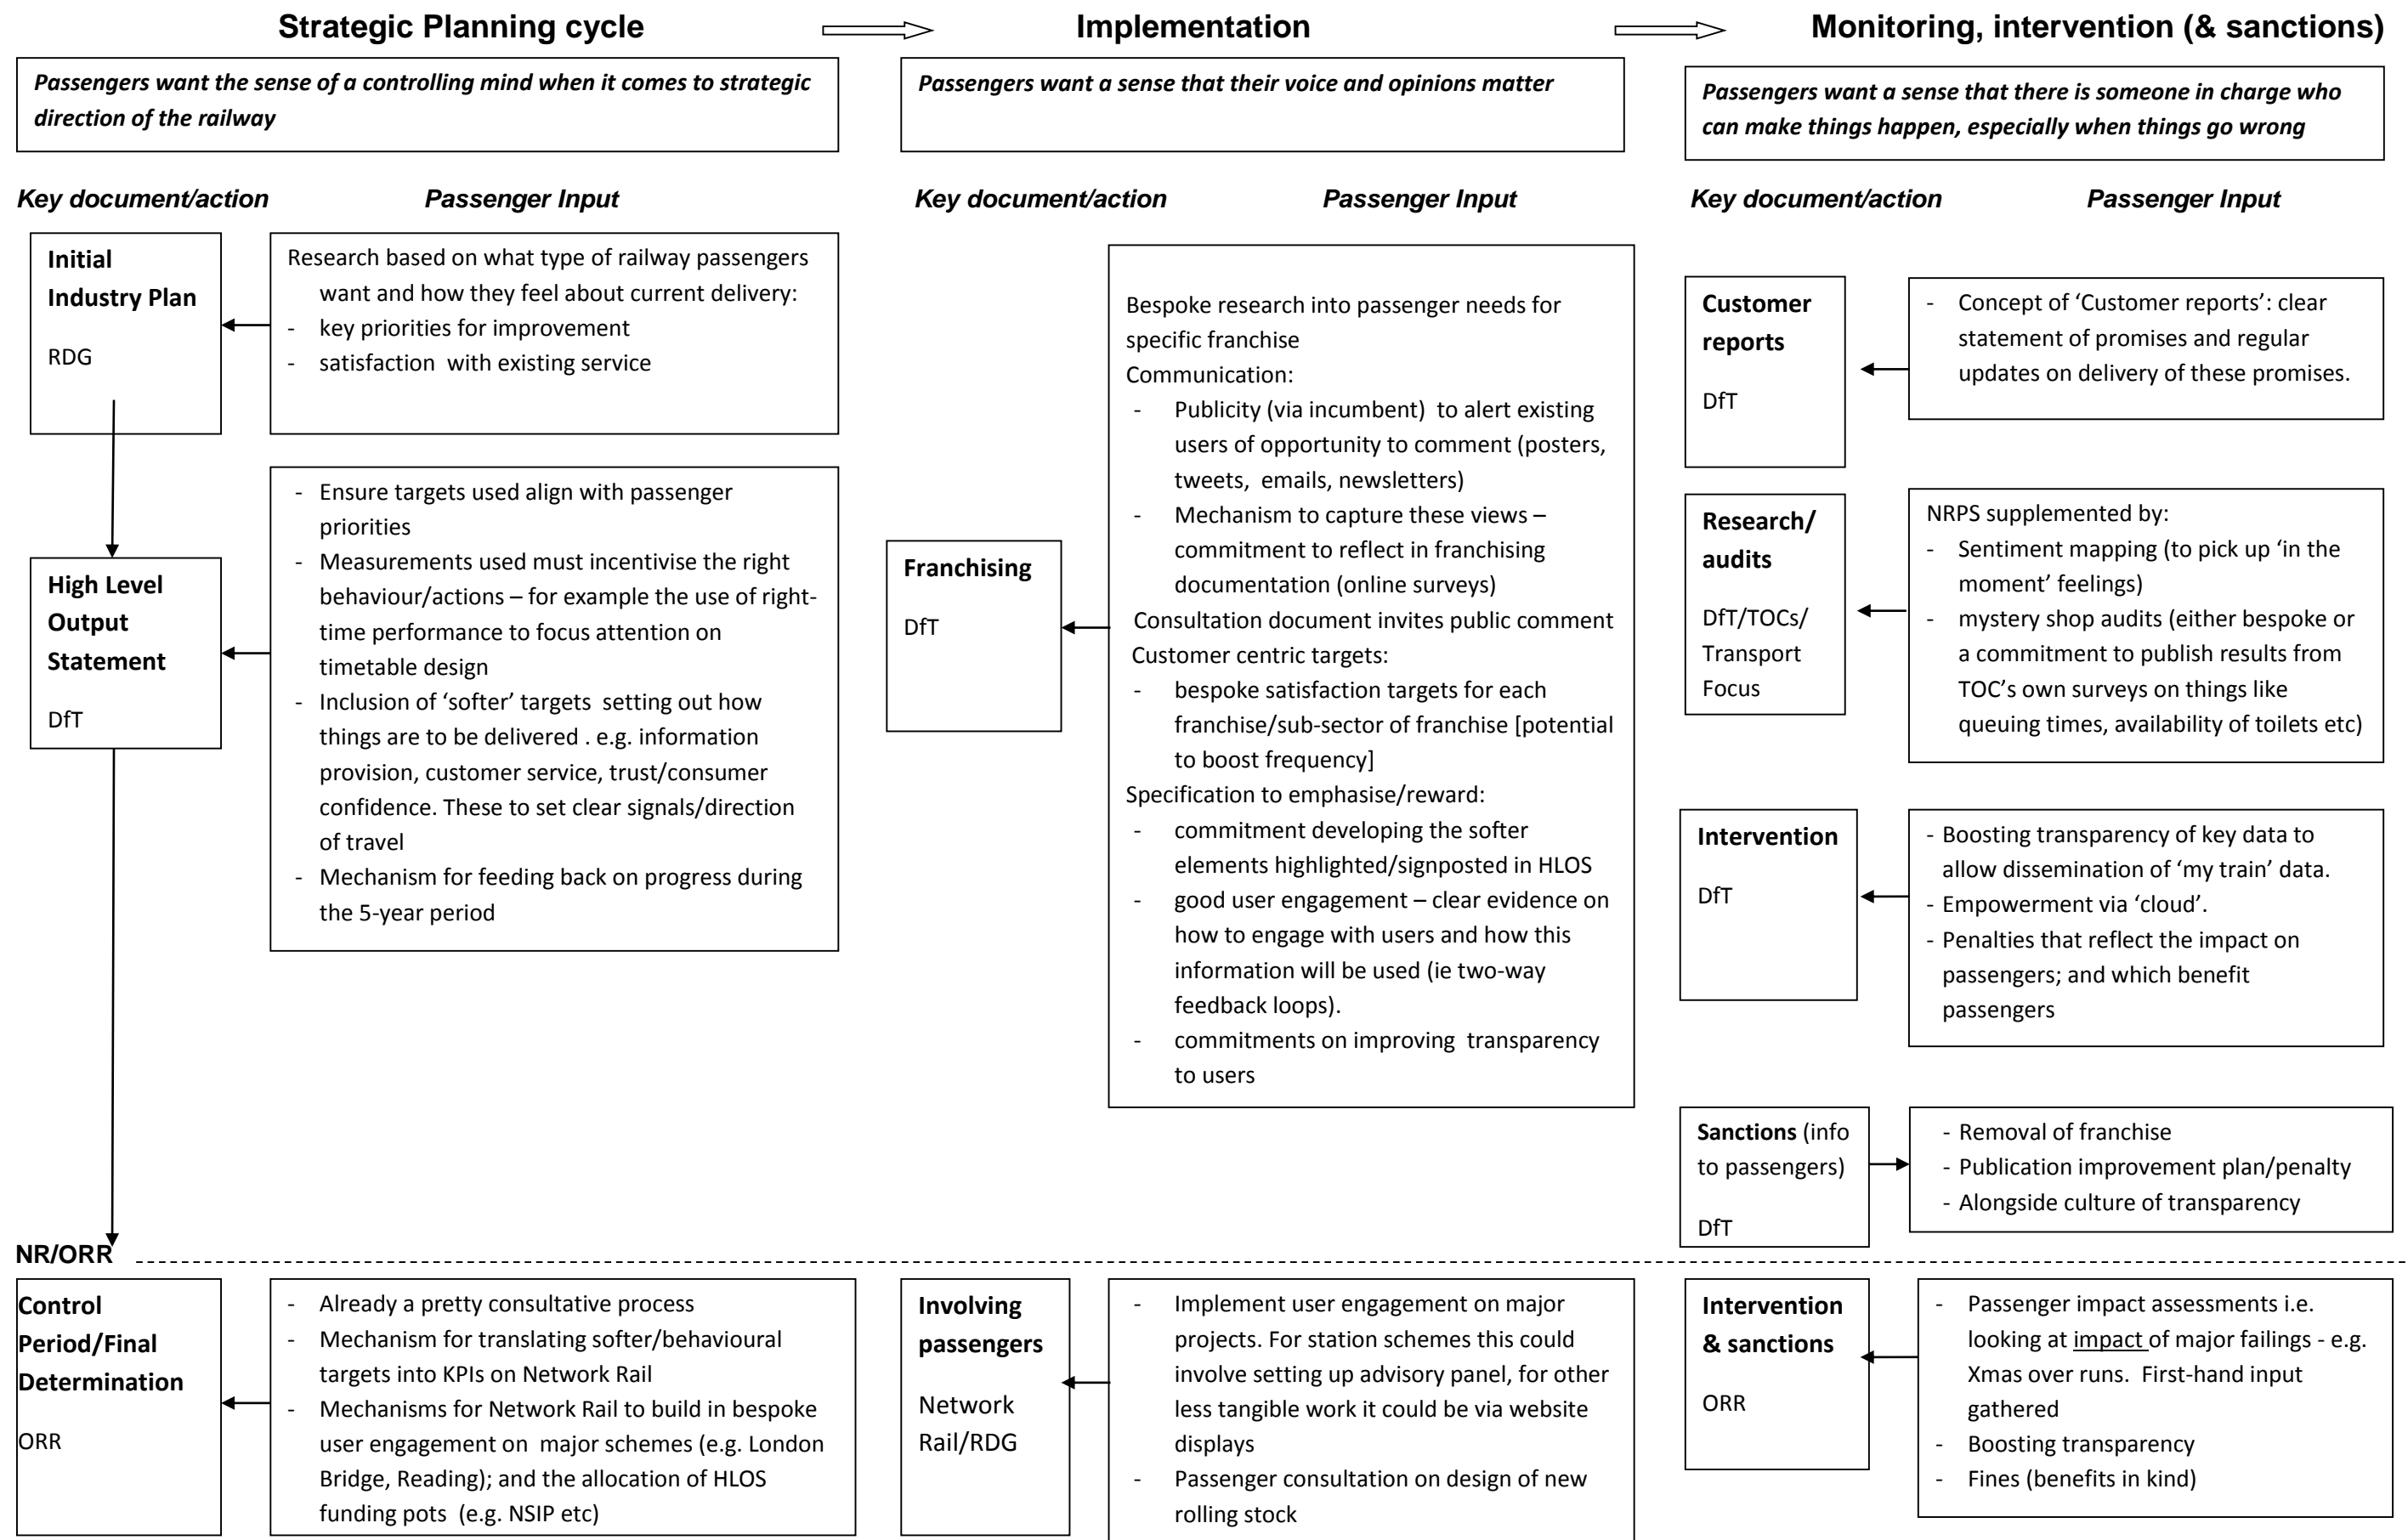 Strategic Planning cycle
Implementation
Monitoring, intervention (& sanctions)
Passengers want the sense of a controlling mind when it comes to strategic
direction of the railway
Passengers want a sense that their voice and opinions matter
Passengers want a sense that there is someone in charge who
can make things happen, especially when things go wrong
Key document/action
Passenger Input
Key document/action
Passenger Input
Key document/action
Passenger Input
Initial
Industry Plan
RDG
Research based on what type of railway passengers
want and how they feel about current delivery:
- key priorities for improvement
- satisfaction with existing service
High Level
Output
Statement
DfT
- Ensure targets used align with passenger
priorities
- Measurements used must incentivise the right
behaviour/actions – for example the use of right-
time performance to focus attention on
timetable design
- Inclusion of ‘softer’ targets setting out how
things are to be delivered . e.g. information
provision, customer service, trust/consumer
confidence. These to set clear signals/direction
of travel
- Mechanism for feeding back on progress during
the 5-year period
Franchising
DfT
Bespoke research into passenger needs for
specific franchise
Communication:
- Publicity (via incumbent) to alert existing
users of opportunity to comment (posters,
tweets, emails, newsletters)
- Mechanism to capture these views –
commitment to reflect in franchising
documentation (online surveys)
Consultation document invites public comment
Customer centric targets:
- bespoke satisfaction targets for each
franchise/sub-sector of franchise [potential
to boost frequency]
Specification to emphasise/reward:
- commitment developing the softer
elements highlighted/signposted in HLOS
- good user engagement – clear evidence on
how to engage with users and how this
information will be used (ie two-way
feedback loops).
- commitments on improving transparency
to users
Customer
reports
DfT
- Concept of ‘Customer reports’: clear
statement of promises and regular
updates on delivery of these promises.
Research/
audits
DfT/TOCs/
Transport
Focus
NRPS supplemented by:
- Sentiment mapping (to pick up ‘in the
moment’ feelings)
- mystery shop audits (either bespoke or
a commitment to publish results from
TOC’s own surveys on things like
queuing times, availability of toilets etc)
Intervention
DfT
- Boosting transparency of key data to
allow dissemination of ‘my train’ data.
- Empowerment via ‘cloud’.
- Penalties that reflect the impact on
passengers; and which benefit
passengers
Sanctions (info
to passengers)
DfT
- Removal of franchise
- Publication improvement plan/penalty
- Alongside culture of transparency
NR/ORR
Control
Period/Final
Determination
ORR
- Already a pretty consultative process
- Mechanism for translating softer/behavioural
targets into KPIs on Network Rail
- Mechanisms for Network Rail to build in bespoke
user engagement on major schemes (e.g. London
Bridge, Reading); and the allocation of HLOS
funding pots (e.g. NSIP etc)
Involving
passengers
Network
Rail/RDG
- Implement user engagement on major
projects. For station schemes this could
involve setting up advisory panel, for other
less tangible work it could be via website
displays
- Passenger consultation on design of new
rolling stock
Intervention
& sanctions
ORR
- Passenger impact assessments i.e.
looking at impact of major failings - e.g.
Xmas over runs. First-hand input
gathered
- Boosting transparency
- Fines (benefits in kind)